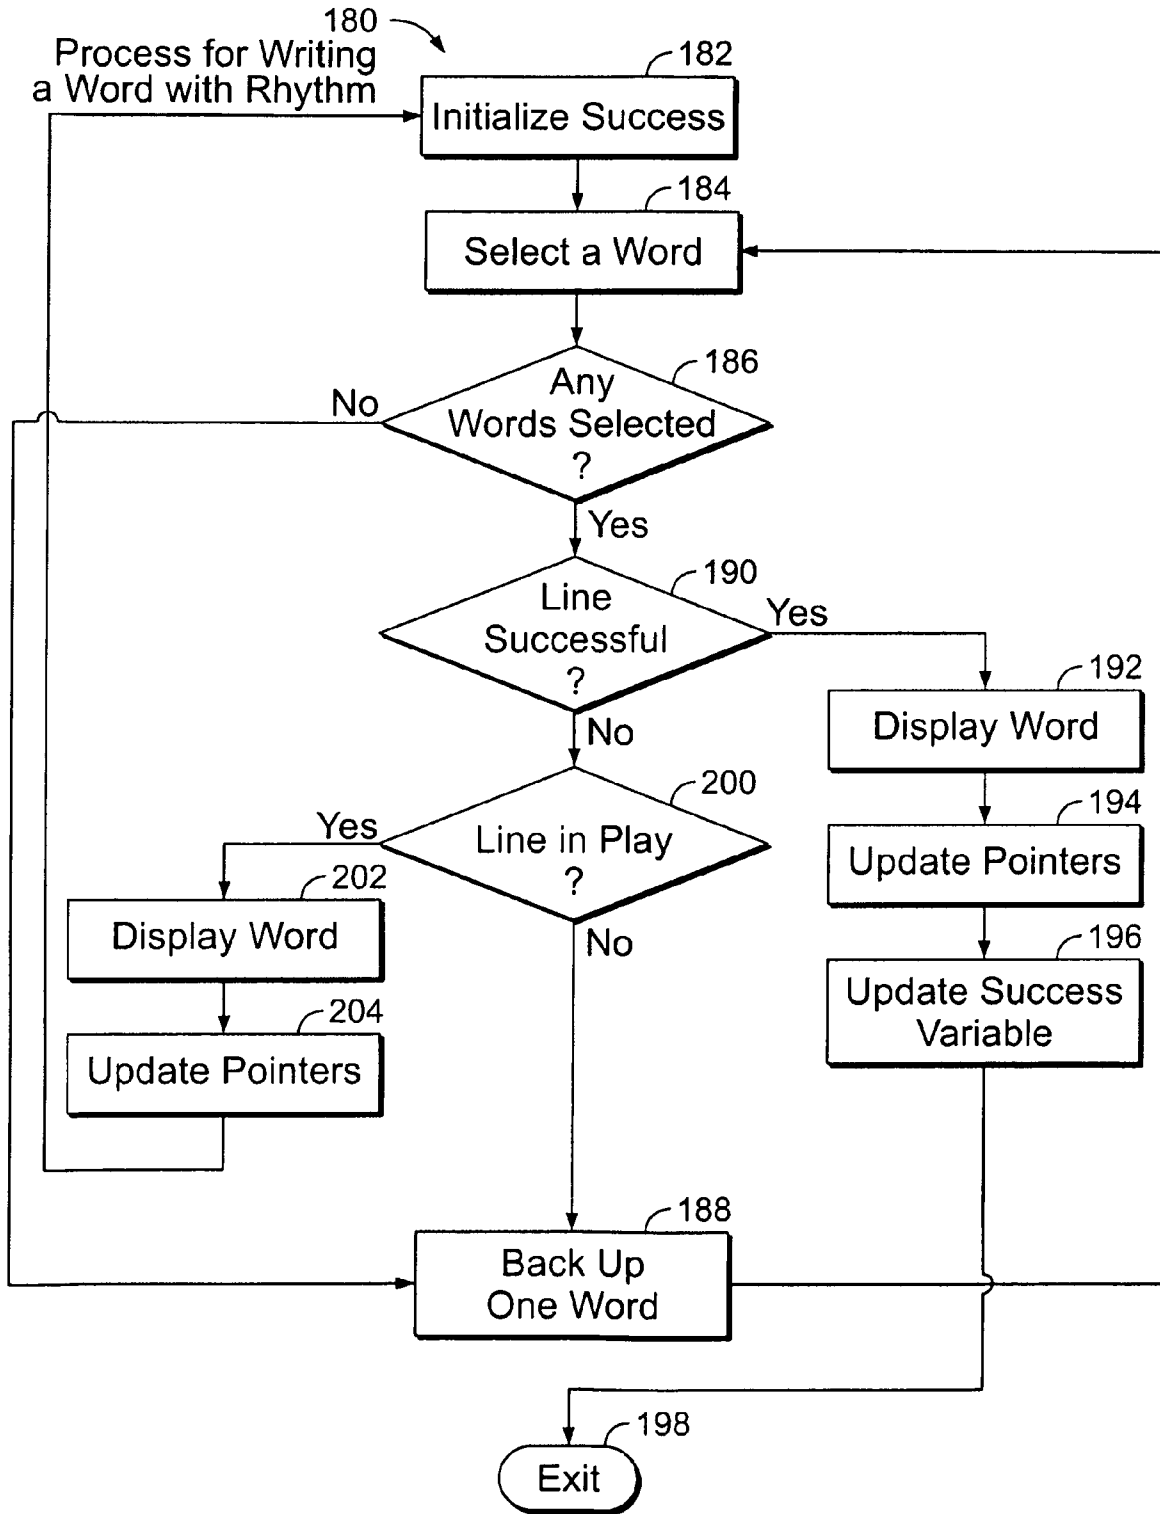 180
Process for Writing
a Word with Rhythm
182
Initialize Success
184
Select a Word
186
Any
Words Selected
?
No
Yes
190
Line
Successful
?
Yes
No
192
Display Word
194
Update Pointers
196
Update Success
Variable
200
Line in Play
?
Yes
No
202
Display Word
204
Update Pointers
188
Back Up
One Word
198
Exit